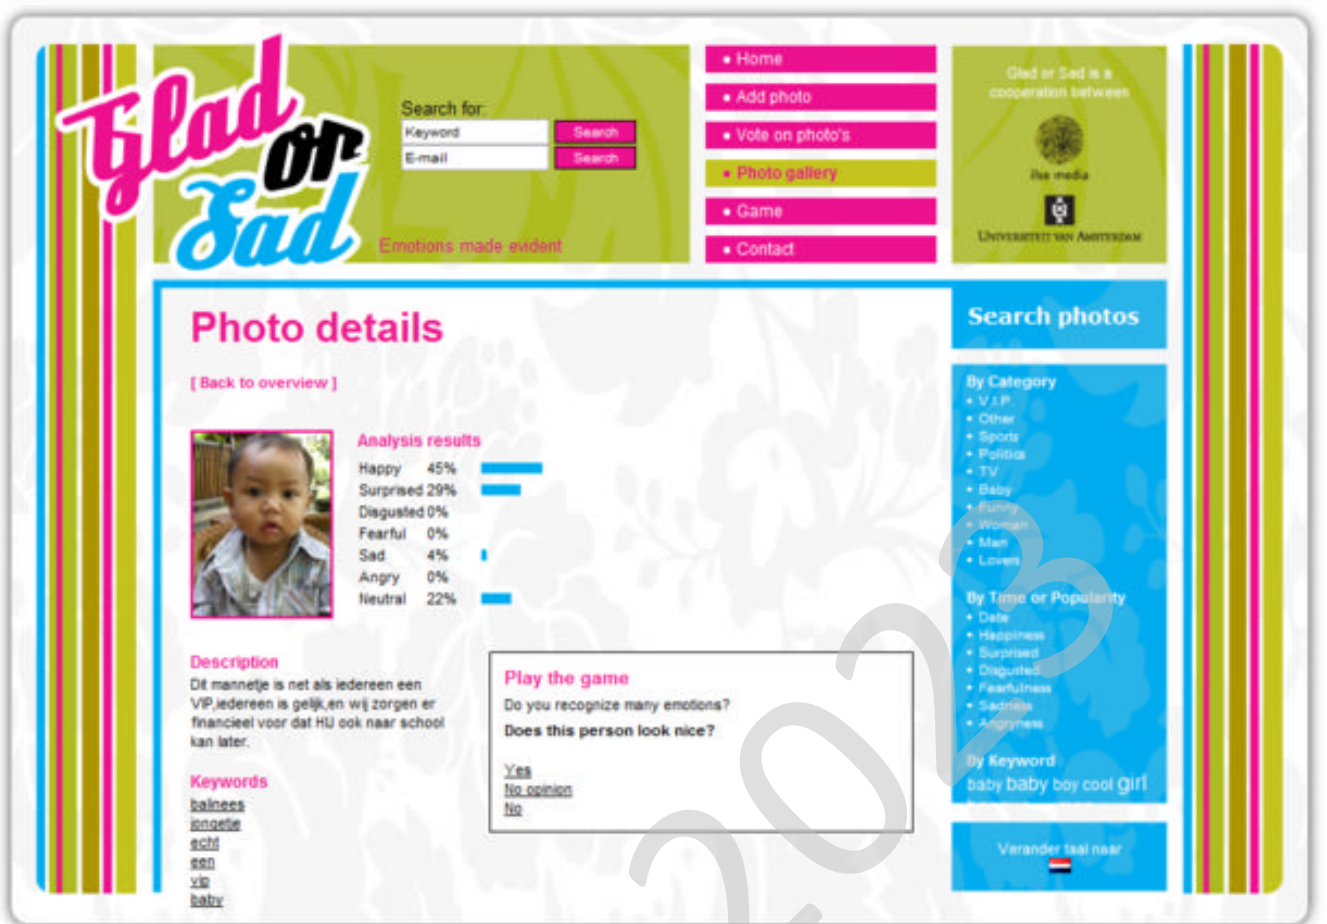 Glad
or
Sad
Search for:
Keyword Search
E-mail Search
Emotions made evident
• Home
• Add photo
• Vote on photo's
• Photo gallery
• Game
• Contact
Glad or Sad is a
cooperation between
ilse media
UNIVERSITEIT VAN AMSTERDAM
Photo details
[ Back to overview ]
Analysis results
Happy 45%
Surprised 29%
Disgusted 0%
Fearful 0%
Sad 4%
Angry 0%
Neutral 22%
Description
Dit mannetje is net als iedereen een
VIP,iedereen is gelijk,en wij zorgen er
financieel voor dat HIJ ook naar school
kan later.
Keywords
balinees
jongetje
echt
een
vip
baby
Play the game
Do you recognize many emotions?
Does this person look nice?
Yes
No opinion
No
Search photos
By Category
• V.I.P.
• Other
• Sports
• Politics
• TV
• Baby
• Funny
• Woman
• Man
• Lovers
By Time or Popularity
• Date
• Happiness
• Surprised
• Disgusted
• Fearfulness
• Sadness
• Angryness
By Keyword
baby baby boy cool girl
Verander taal naar
2023